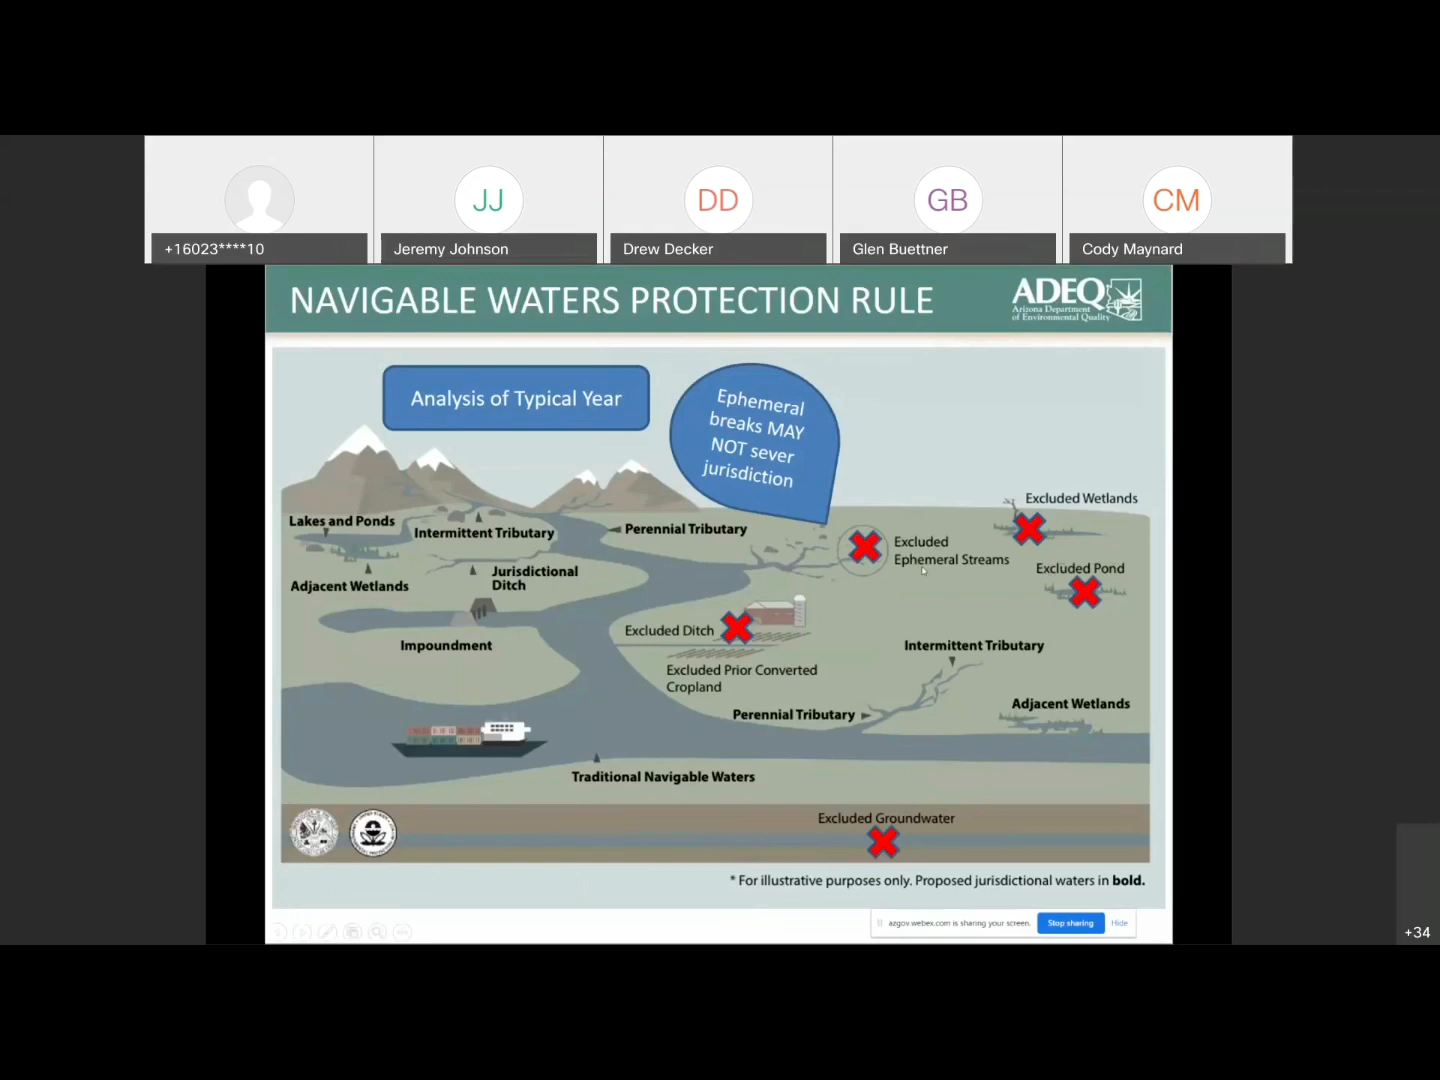 JJ
DD
GB
CM
+16023****10
Jeremy Johnson
Drew Decker
Glen Buettner
Cody Maynard
NAVIGABLE WATERS PROTECTION RULE
ADEQ
Arizona Department
of Environmental Quality
Analysis of Typical Year
Ephemeral
breaks MAY
NOT sever
jurisdiction
Excluded Wetlands
Lakes and Ponds
Intermittent Tributary
Perennial Tributary
Excluded
Ephemeral Streams
Excluded Pond
Jurisdictional
Ditch
Adjacent Wetlands
Excluded Ditch
Impoundment
Intermittent Tributary
Excluded Prior Converted
Cropland
Adjacent Wetlands
Perennial Tributary
Traditional Navigable Waters
Excluded Groundwater
* For illustrative purposes only. Proposed jurisdictional waters in bold.
azgov.webex.com is sharing your screen.
Stop sharing
Hide
+34